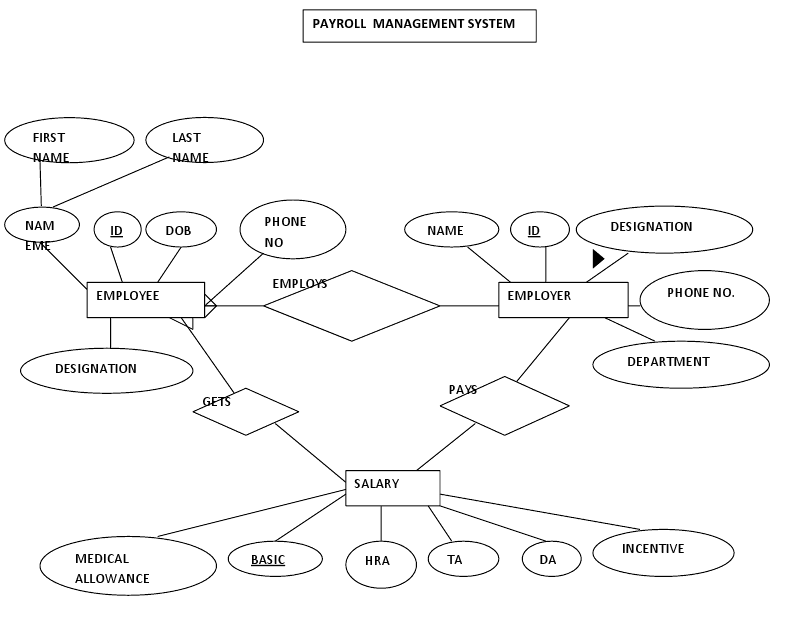 PAYROLL  MANAGEMENT SYSTEM
FIRST
NAME
LAST
NAME
NAM
EME
ID
DOB
PHONE
NO
NAME
ID
DESIGNATION
EMPLOYEE
EMPLOYS
EMPLOYER
PHONE NO.
DESIGNATION
DEPARTMENT
GETS
PAYS
SALARY
MEDICAL
ALLOWANCE
BASIC
HRA
TA
DA
INCENTIVE